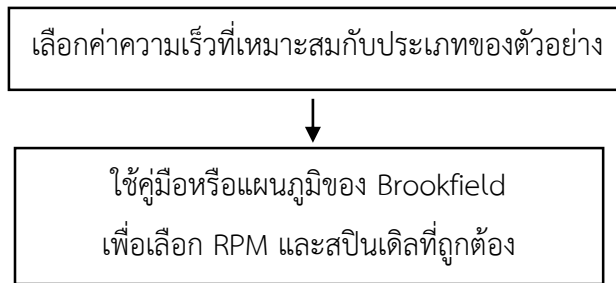 เลือกค่าความเร็วที่เหมาะสมกับประเภทของตัวอย่าง
ใช้คู่มือหรือแผนภูมิของ Brookfield
เพื่อเลือก RPM และสปินเดิลที่ถูกต้อง